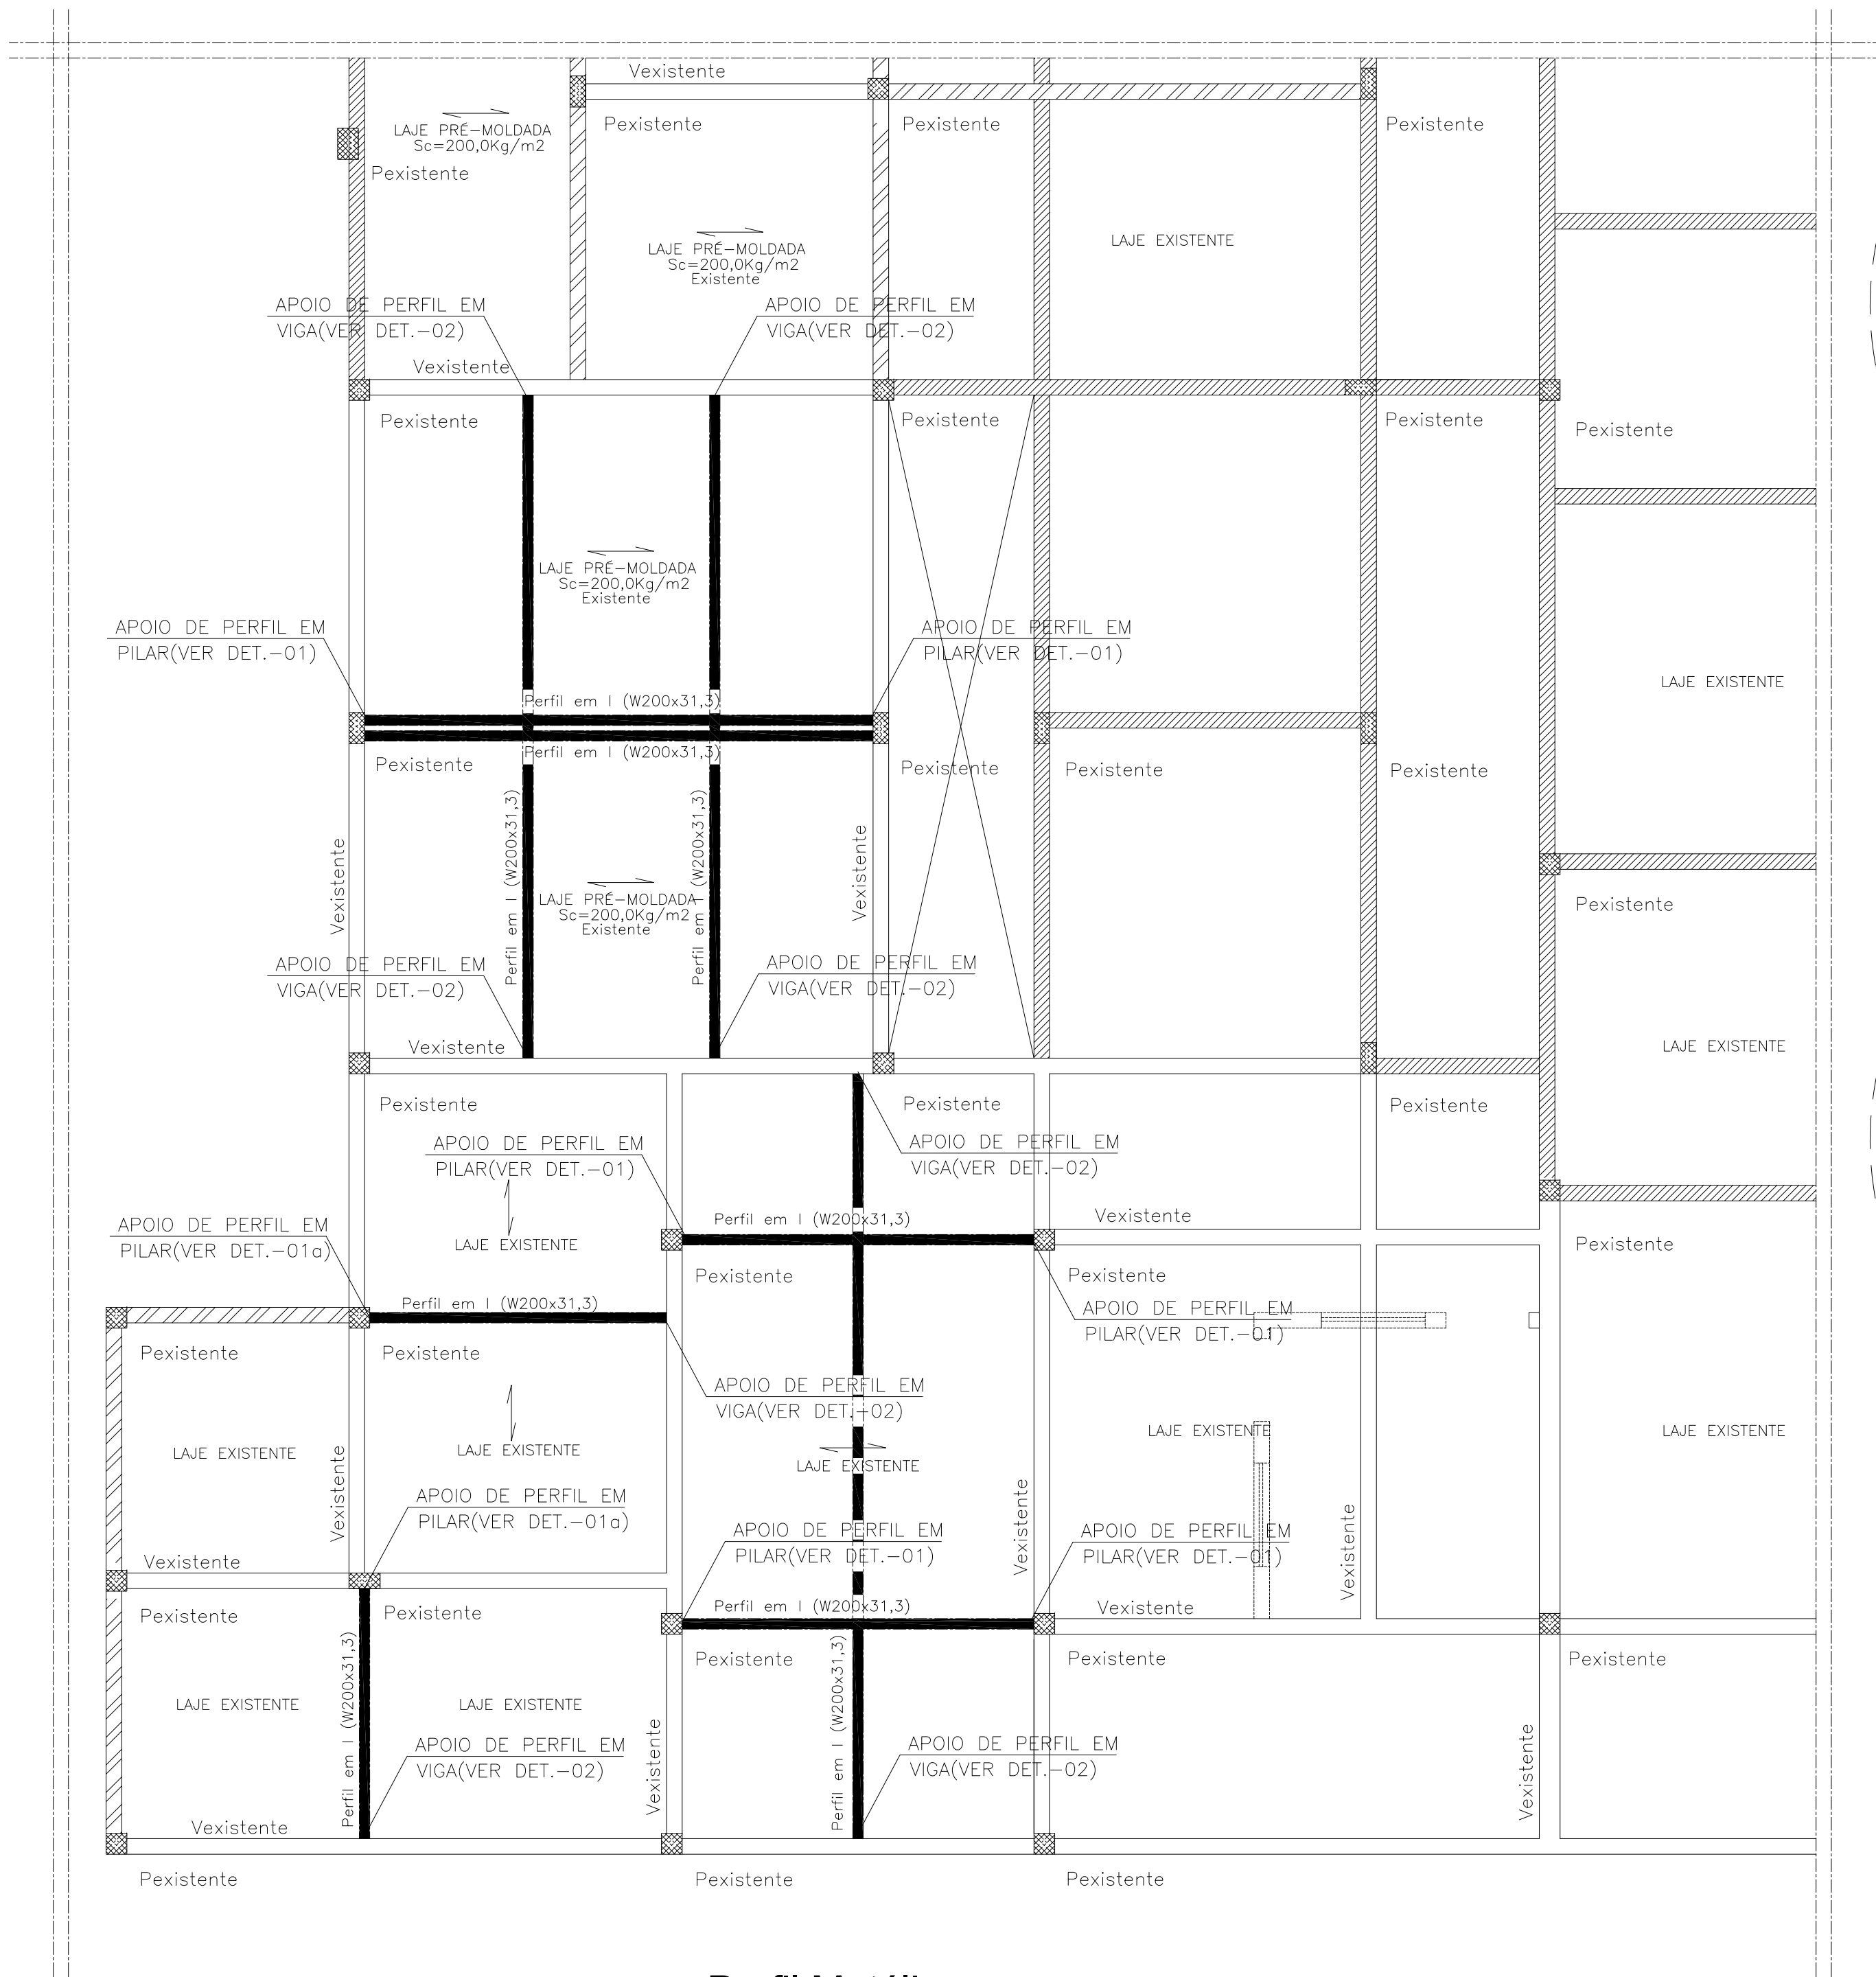 Vexistente
LAJE PRÉ-MOLDADA
Sc=200,0Kg/m2
Pexistente
Pexistente
Pexistente
Pexistente
LAJE PRÉ-MOLDADA
Sc=200,0Kg/m2
Existente
LAJE EXISTENTE
APOIO DE PERFIL EM
VIGA(VER DET.-02)
APOIO DE PERFIL EM
VIGA(VER DET.-02)
Vexistente
Pexistente
Pexistente
Pexistente
Pexistente
LAJE PRÉ-MOLDADA
Sc=200,0Kg/m2
Existente
APOIO DE PERFIL EM
PILAR(VER DET.-01)
APOIO DE PERFIL EM
PILAR(VER DET.-01)
LAJE EXISTENTE
Perfil em I (W200x31,3)
Perfil em I (W200x31,3)
Pexistente
Pexistente
Pexistente
Pexistente
Vexistente
Perfil em I (W200x31,3)
Perfil em I (W200x31,3)
Vexistente
LAJE PRÉ-MOLDADA
Sc=200,0Kg/m2
Existente
Pexistente
APOIO DE PERFIL EM
VIGA(VER DET.-02)
APOIO DE PERFIL EM
VIGA(VER DET.-02)
Vexistente
LAJE EXISTENTE
Pexistente
Pexistente
Pexistente
APOIO DE PERFIL EM
PILAR(VER DET.-01)
APOIO DE PERFIL EM
VIGA(VER DET.-02)
APOIO DE PERFIL EM
PILAR(VER DET.-01a)
LAJE EXISTENTE
Perfil em I (W200x31,3)
Vexistente
Pexistente
Pexistente
Pexistente
Perfil em I (W200x31,3)
APOIO DE PERFIL EM
PILAR(VER DET.-01)
Pexistente
Pexistente
APOIO DE PERFIL EM
VIGA(VER DET.-02)
LAJE EXISTENTE
LAJE EXISTENTE
LAJE EXISTENTE
LAJE EXISTENTE
LAJE EXISTENTE
Vexistente
APOIO DE PERFIL EM
PILAR(VER DET.-01a)
APOIO DE PERFIL EM
PILAR(VER DET.-01)
Vexistente
APOIO DE PERFIL EM
PILAR(VER DET.-01)
Vexistente
Vexistente
Pexistente
Pexistente
Perfil em I (W200x31,3)
Vexistente
Pexistente
Pexistente
Pexistente
Perfil em I (W200x31,3)
Perfil em I (W200x31,3)
LAJE EXISTENTE
LAJE EXISTENTE
APOIO DE PERFIL EM
VIGA(VER DET.-02)
Vexistente
APOIO DE PERFIL EM
VIGA(VER DET.-02)
Vexistente
Vexistente
Pexistente
Pexistente
Pexistente